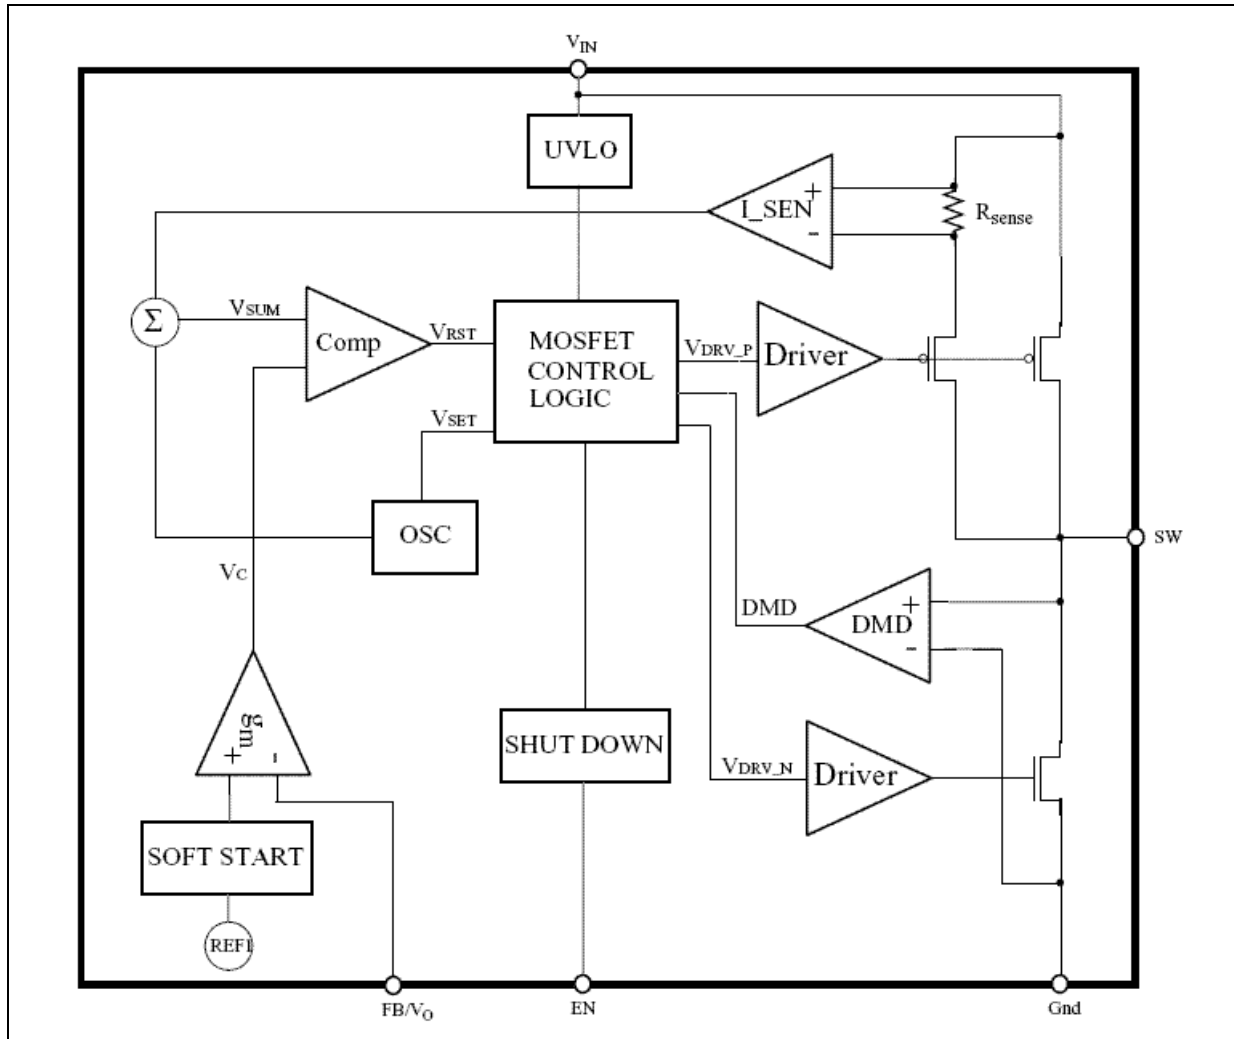 VIN
UVLO
+
I_SEN
-
Rsense
Σ
VSUM
Comp
VRST
MOSFET
CONTROL
LOGIC
VDRV_P
Driver
VSET
OSC
SW
VC
DMD
+
DMD
-
gm
+
-
SHUT DOWN
VDRV_N
Driver
SOFT START
REF1
FB/VO
EN
Gnd